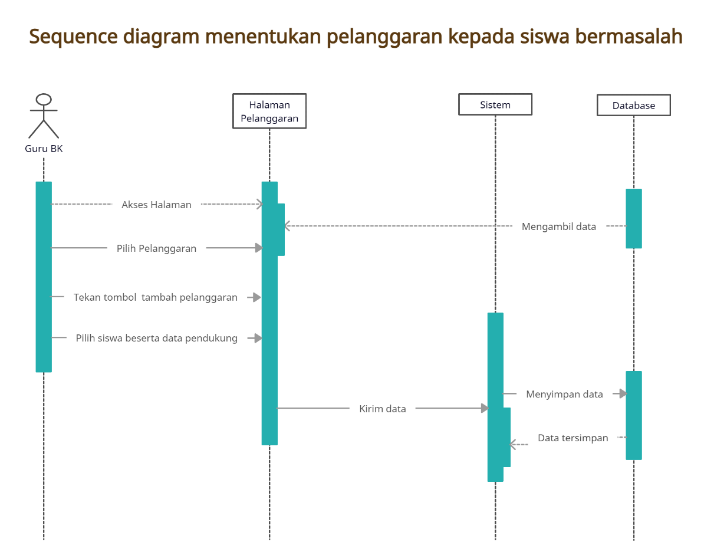 Sequence diagram menentukan pelanggaran kepada siswa bermasalah
Halaman
Pelanggaran
Sistem
Database
Guru BK
Akses Halaman
Mengambil data
Pilih Pelanggaran
Tekan tombol tambah pelanggaran
Pilih siswa beserta data pendukung
Menyimpan data
Kirim data
Data tersimpan